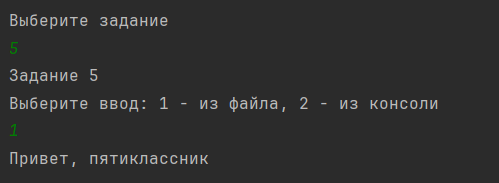 Выберите задание
5
Задание 5
Выберите ввод: 1 - из файла, 2 - из консоли
1
Привет, пятиклассник